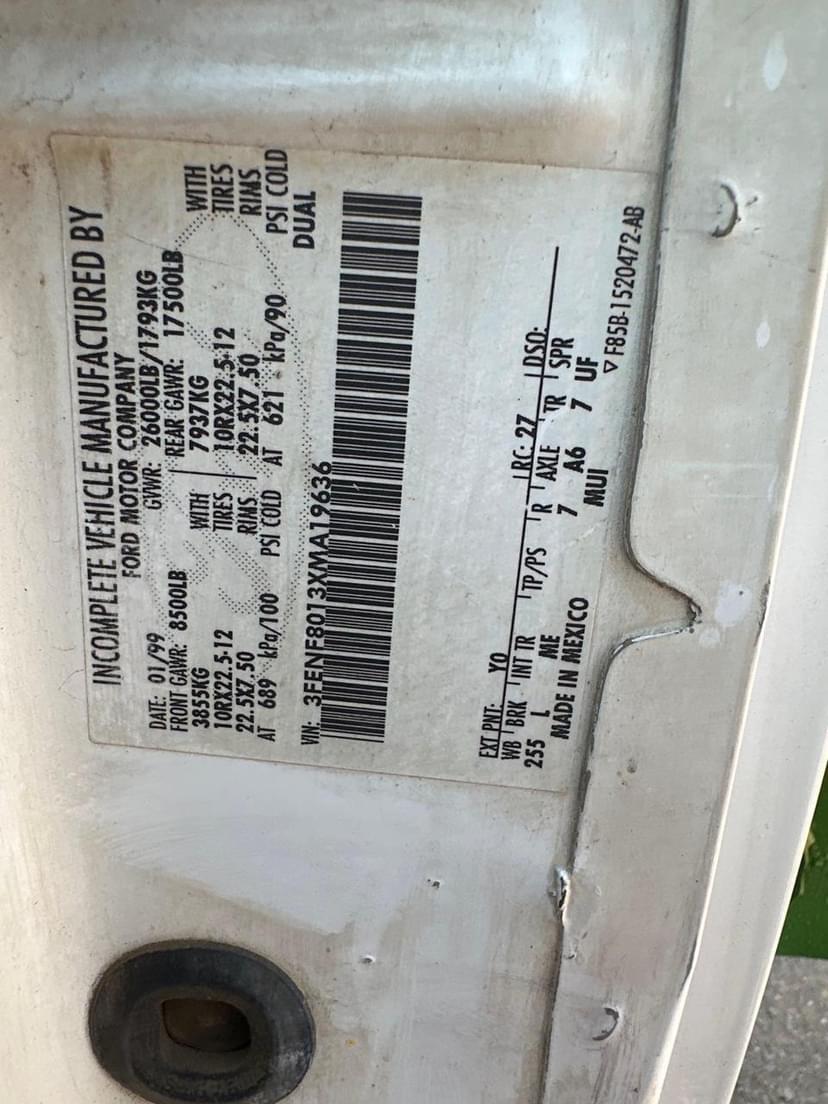 INCOMPLETE VEHICLE MANUFACTURED BY
FORD MOTOR COMPANY
DATE: 01/99 GVWR: 26000LB/1793KG
FRONT GAWR: 8500LB REAR GAWR: 17500LB
3855KG WITH 7937KG WITH
10RX22.5-12 TIRES 10RX22.5-12 TIRES
22.5X7.50 RIMS 22.5X7.50 RIMS
AT 689 kPa/100 PSI COLD AT 621 kPa/90 PSI COLD
DUAL
VIN: 3FENF8013XMA19636
EXT PNT: YO RC: 27 DSO:
WB BRK INT TR TP/PS R AXLE TR SPR
255 L ME 7 A6 7 UF
MADE IN MEXICO MUI
▽ F85B-1520472-AB